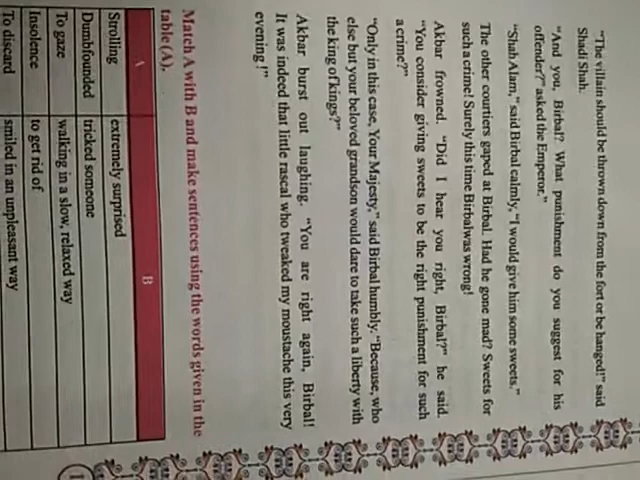 "The villain should be thrown down from the fort or be hanged!" said
Shadi Shah.
"And you, Birbal? What punishment do you suggest for his
offender?" asked the Emperor."
"Shah Alam," said Birbal calmly, "I would give him some sweets."
The other courtiers gaped at Birbal. Had he gone mad? Sweets for
such a crime! Surely this time Birbalwas wrong!
Akbar frowned. "Did I hear you right, Birbal?" he said.
"You consider giving sweets to be the right punishment for such
a crime?"
"Only in this case, Your Majesty," said Birbal humbly. "Because, who
else but your beloved grandson would dare to take such a liberty with
the king of kings?"
Akbar burst out laughing. "You are right again, Birbal!
It was indeed that little rascal who tweaked my moustache this very
evening!"
Match A with B and make sentences using the words given in the
table (A).
A B
Strolling extremely surprised
Dumbfounded tricked someone
To gaze walking in a slow, relaxed way
Insolence to get rid of
To discard smiled in an unpleasant way